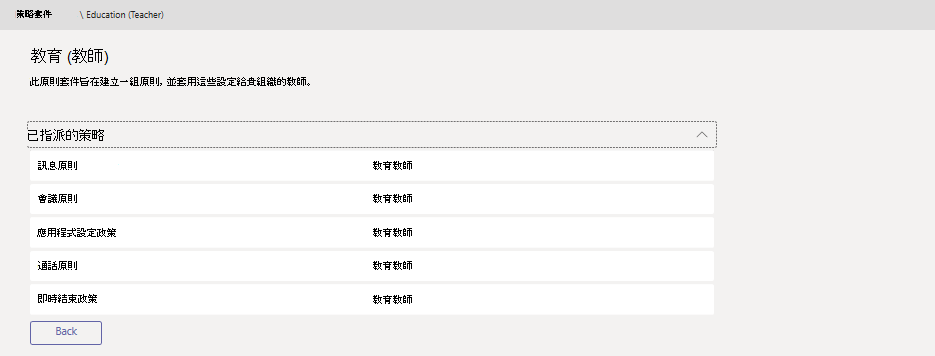 策略套件 \ Education (Teacher)
教育 (教師)
此原則套件旨在建立一組原則, 並套用這些設定給貪組織的教師。
已指派的策略
訊息原則 教育教師
會議原則 教育教師
應用程式設定政策 教育教師
通話原則 教育教師
即時結束政策 教育教師
Back